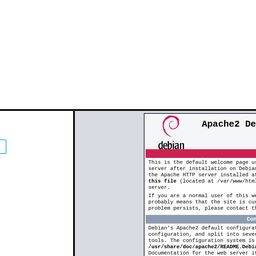 Apache2 De
debian
This is the default welcome page u
server after installation on Debian
the Apache HTTP server installed a
this file (located at /var/www/htm
server.
If you are a normal user of this w
probably means that the site is cu
problem persists, please contact t
Co
Debian's Apache2 default configura
configuration, and split into seve
tools. The configuration system is
/usr/share/doc/apache2/README.Debia
Documentation for the web server i